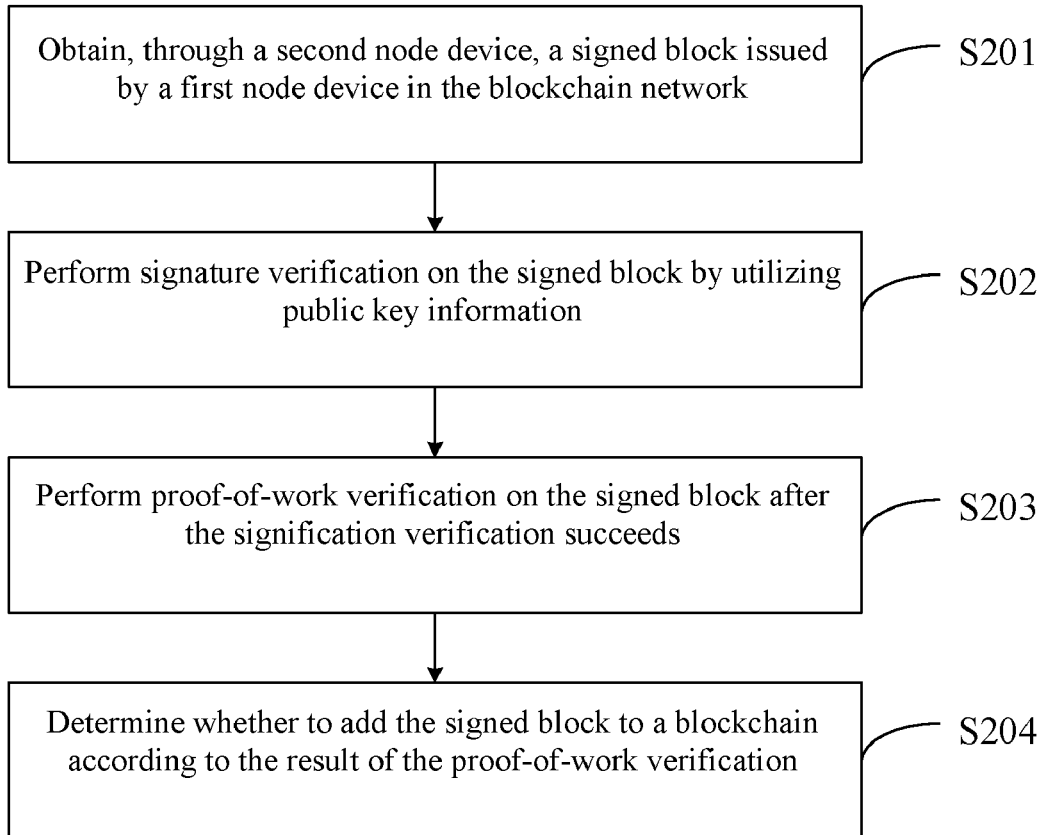 Obtain, through a second node device, a signed block issued
by a first node device in the blockchain network
S201
Perform signature verification on the signed block by utilizing
public key information
S202
Perform proof-of-work verification on the signed block after
the signification verification succeeds
S203
Determine whether to add the signed block to a blockchain
according to the result of the proof-of-work verification
S204